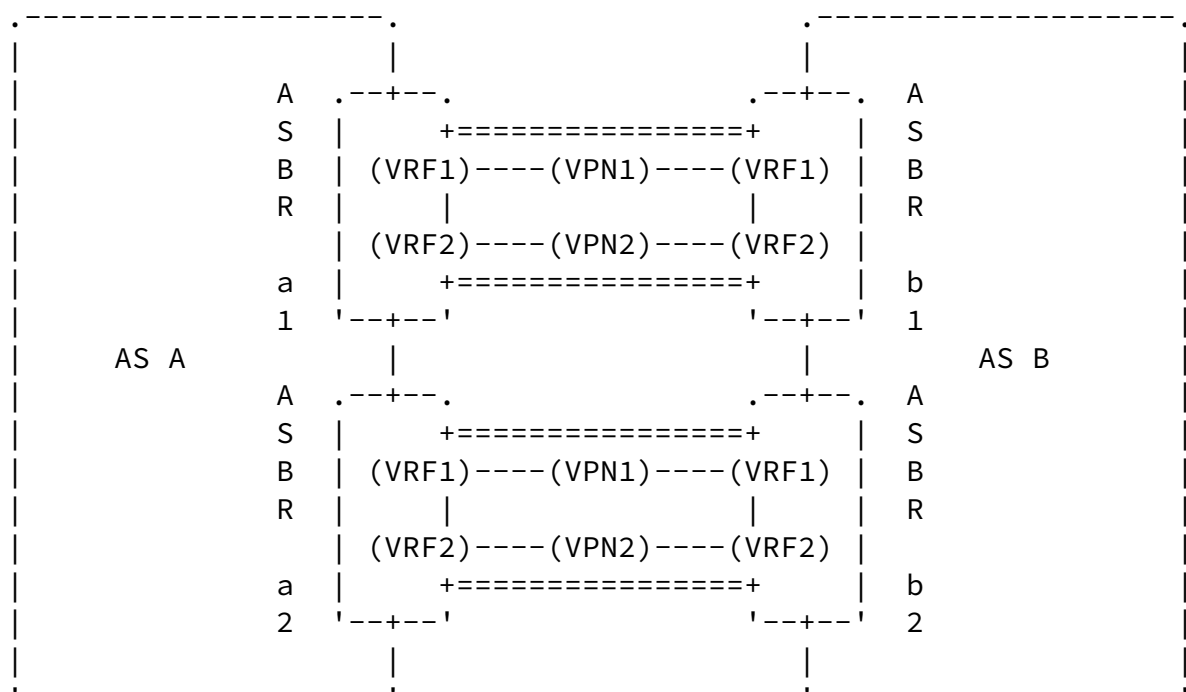 A A
S S
B (VRF1)----(VPN1)----(VRF1) B
R R
(VRF2)----(VPN2)----(VRF2)
a b
1 1
AS A AS B
A A
S S
B (VRF1)----(VPN1)----(VRF1) B
R R
(VRF2)----(VPN2)----(VRF2)
a b
2 2